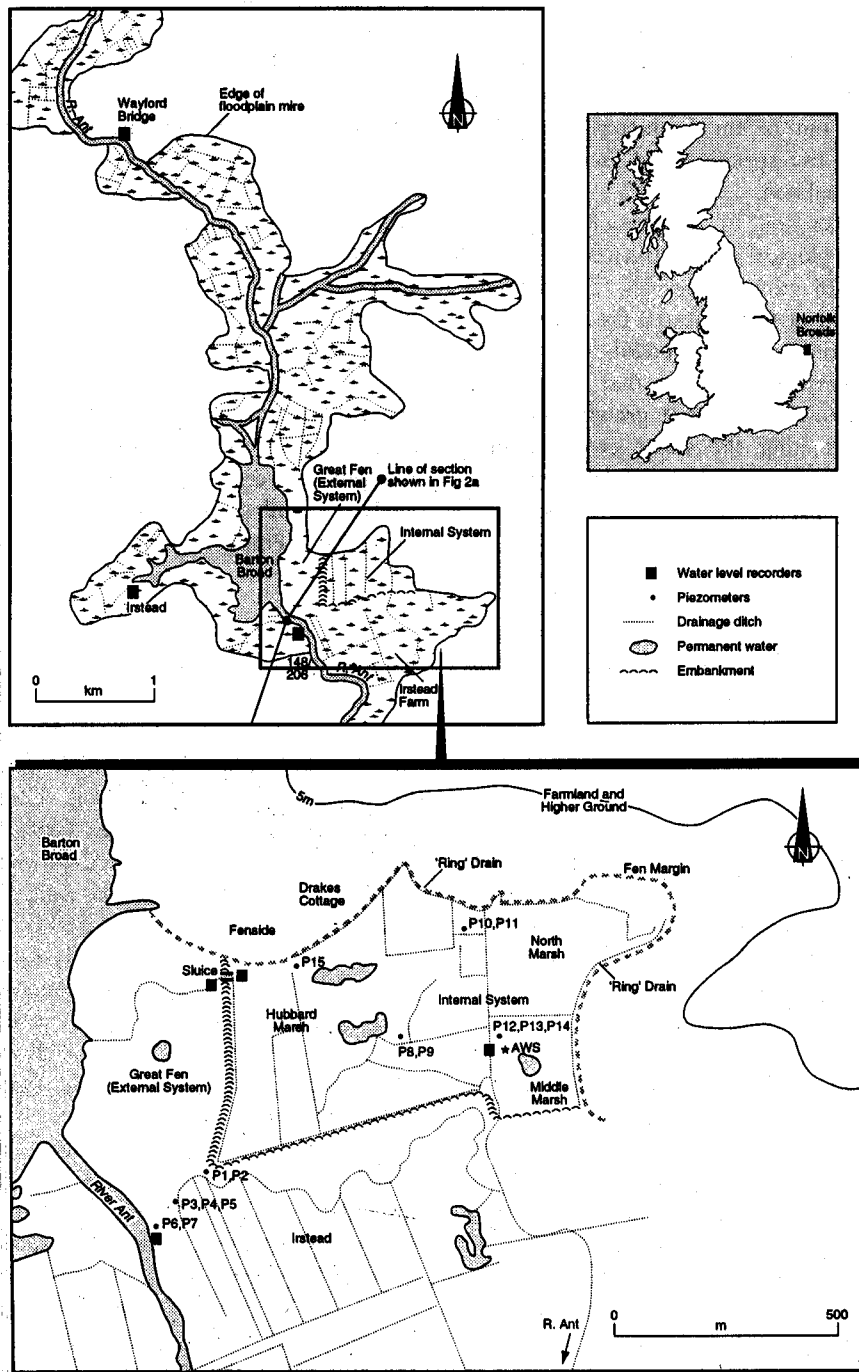 Wayford
Bridge
Edge of
floodplain mire
R. Ant
N
Norfolk
Broads
Great Fen
(External
System)
Line of section
shown in Fig 2a
Internal System
Barton
Broad
Irstead
148
206
R. Ant
Irstead
Farm
0 1
km
Water level recorders
Piezometers
Drainage ditch
Permanent water
Embankment
5m
Farmland and
Higher Ground
N
Barton
Broad
'Ring' Drain
Fen Margin
Drakes
Cottage
Fenside
P10,P11
North
Marsh
P15
Sluice
'Ring' Drain
Internal
System
Hubbard
Marsh
P12,P13,P14
P8,P9
AWS
Great Fen
(External System)
Middle
Marsh
P1,P2
River Ant
P3,P4,P5
P6,P7
Irstead
R. Ant
0 500
m